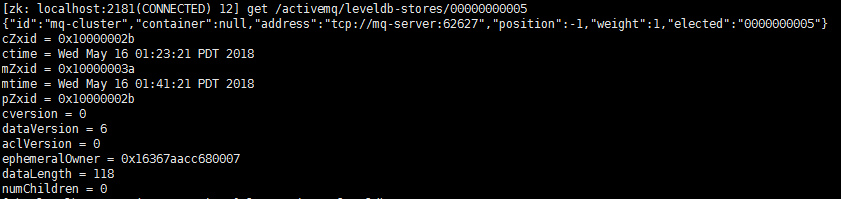 [zk: localhost:2181(CONNECTED) 12] get /activemq/leveldb-stores/00000000005
{"id":"mq-cluster","container":null,"address":"tcp://mq-server:62627","position":-1,"weight":1,"elected":"0000000005"}
cZxid = 0x10000002b
ctime = Wed May 16 01:23:21 PDT 2018
mZxid = 0x10000003a
mtime = Wed May 16 01:41:21 PDT 2018
pZxid = 0x10000002b
cversion = 0
dataVersion = 6
aclVersion = 0
ephemeralOwner = 0x16367aacc680007
dataLength = 118
numChildren = 0